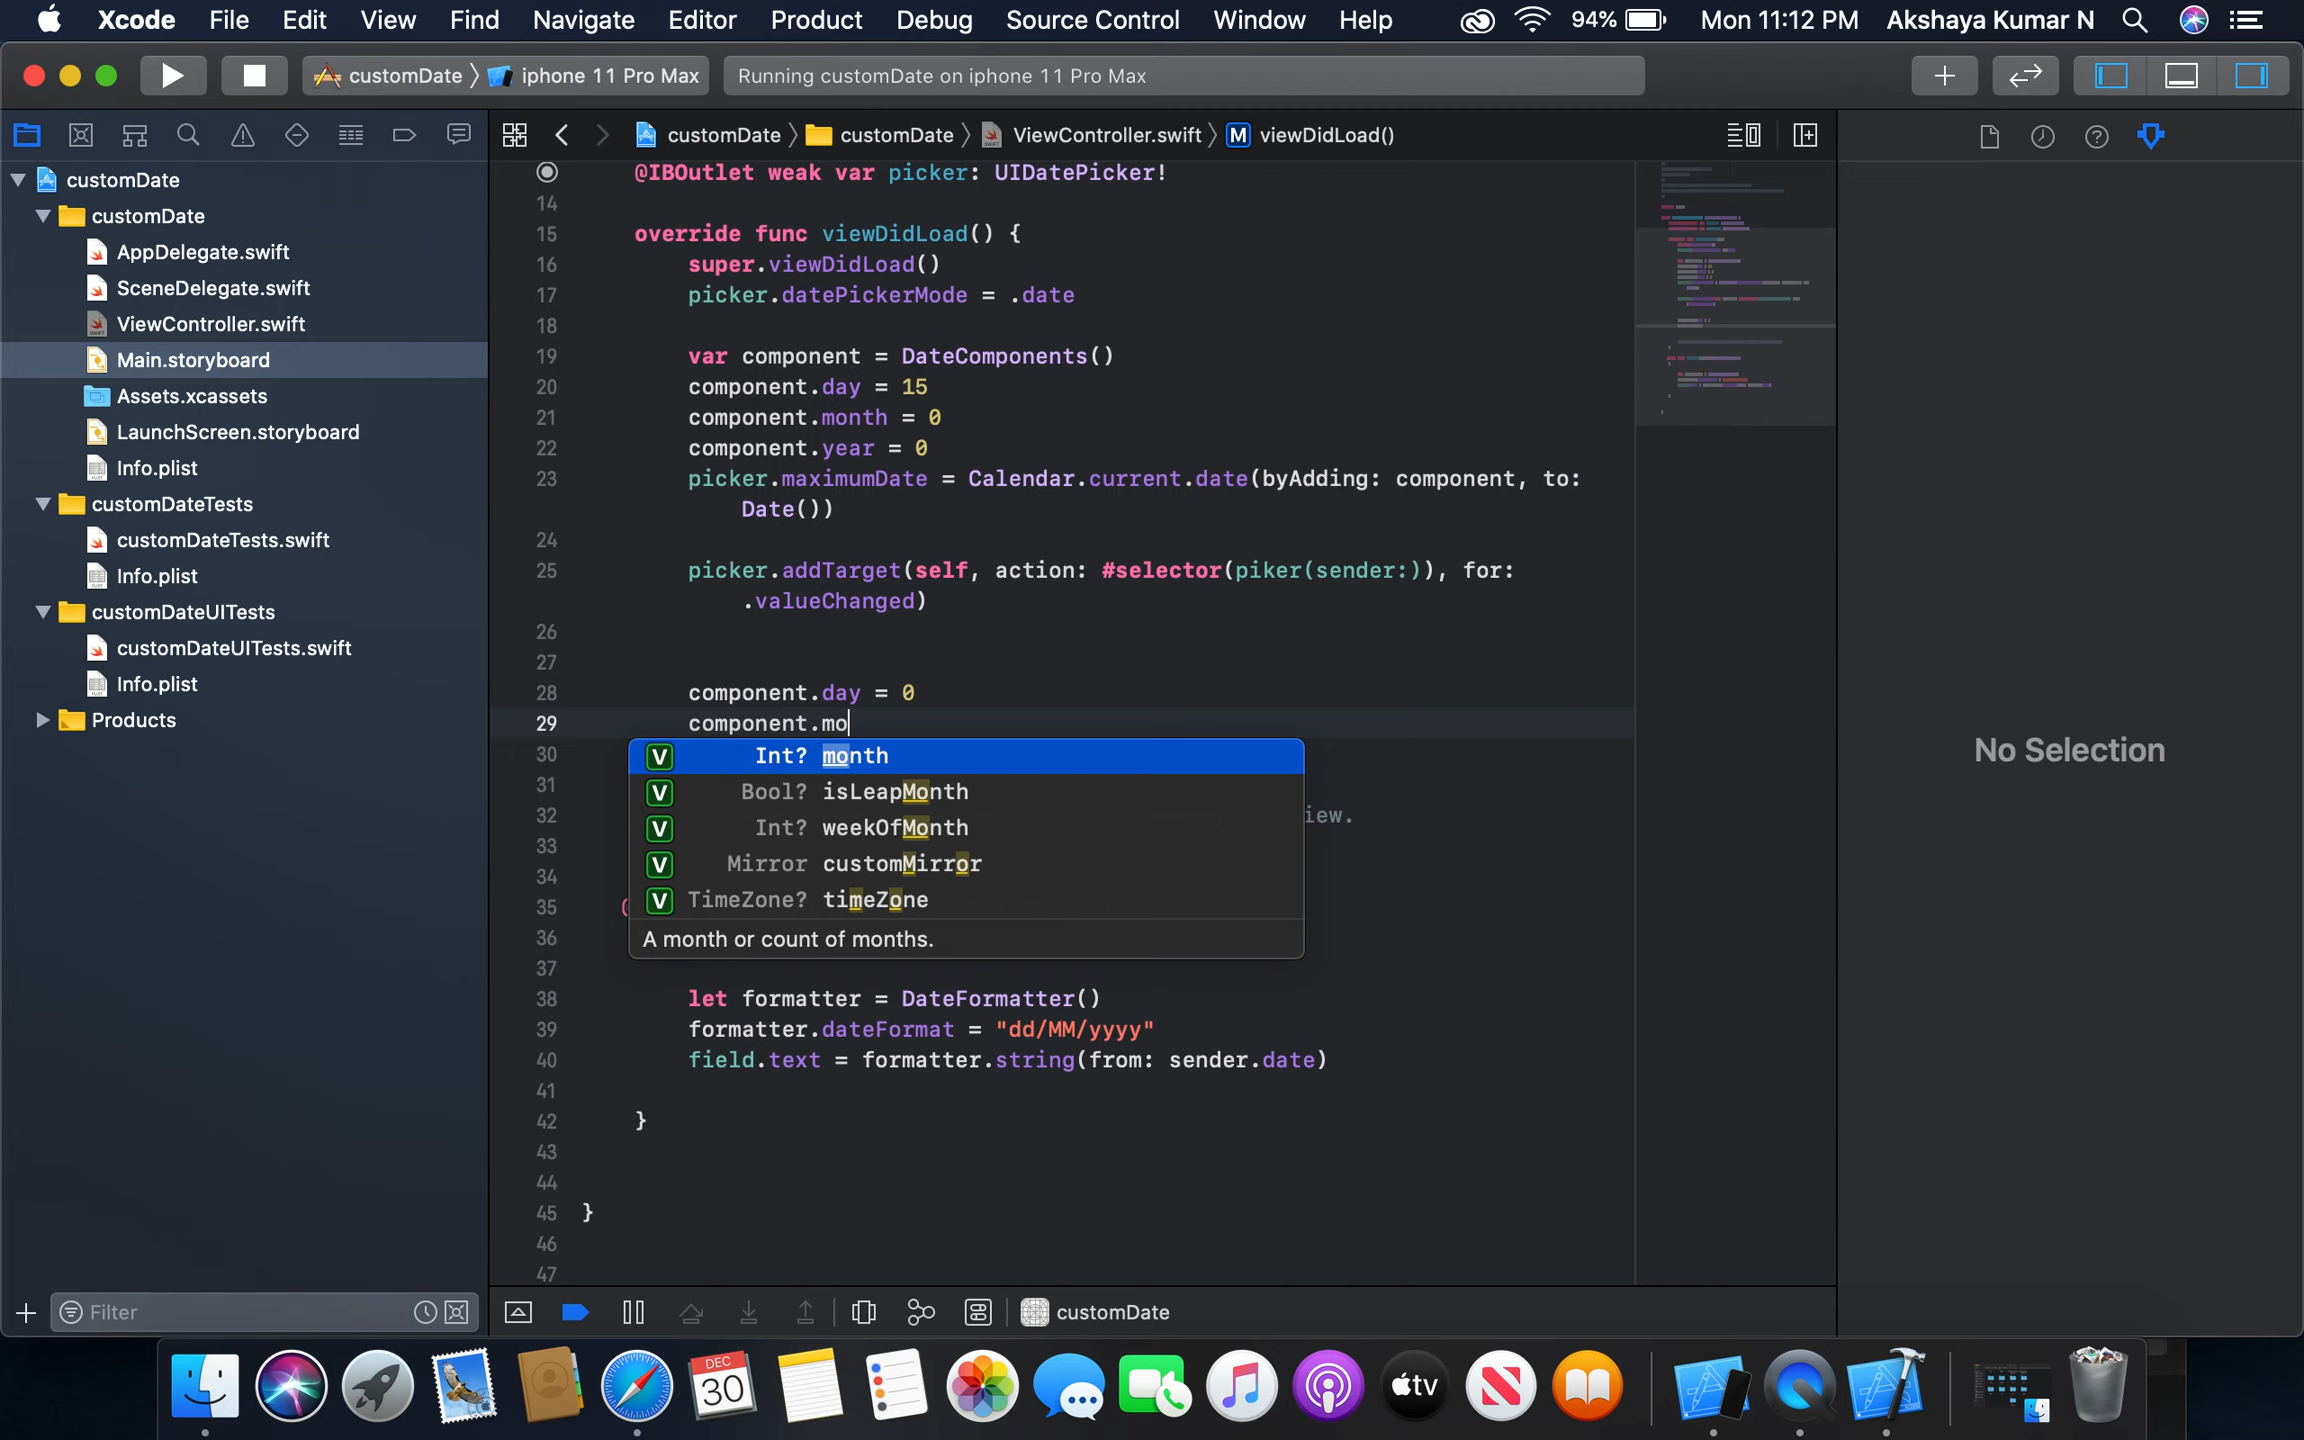 Xcode File Edit View Find Navigate Editor Product Debug Source Control Window Help 94% Mon 11:12 PM Akshaya Kumar N
customDate iphone 11 Pro Max Running customDate on iphone 11 Pro Max
customDate customDate ViewController.swift M viewDidLoad()
customDate
customDate
AppDelegate.swift
SceneDelegate.swift
ViewController.swift
Main.storyboard
Assets.xcassets
LaunchScreen.storyboard
Info.plist
customDateTests
customDateTests.swift
Info.plist
customDateUITests
customDateUITests.swift
Info.plist
Products
Filter
@IBOutlet weak var picker: UIDatePicker!
14
15 override func viewDidLoad() {
16 super.viewDidLoad()
17 picker.datePickerMode = .date
18
19 var component = DateComponents()
20 component.day = 15
21 component.month = 0
22 component.year = 0
23 picker.maximumDate = Calendar.current.date(byAdding: component, to:
Date())
24
25 picker.addTarget(self, action: #selector(piker(sender:)), for:
.valueChanged)
26
27
28 component.day = 0
29 component.mo
30 V Int? month
31 V Bool? isLeapMonth
32 iew.
33 V Int? weekOfMonth
34 V Mirror customMirror
35 V TimeZone? timeZone
36 A month or count of months.
37
38 let formatter = DateFormatter()
39 formatter.dateFormat = "dd/MM/yyyy"
40 field.text = formatter.string(from: sender.date)
41
42 }
43
44
45 }
46
47
No Selection
customDate
DEC
30
tv